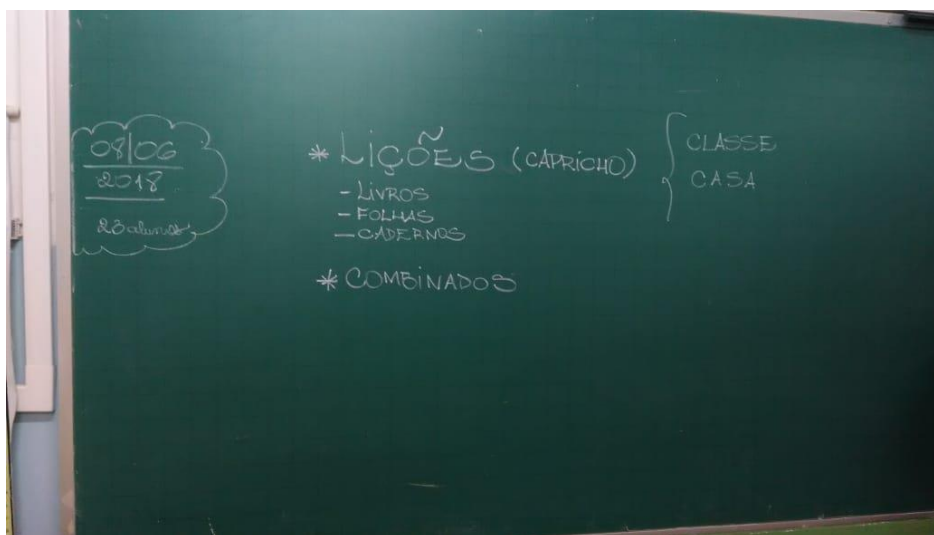 08/06
2018
23 alunos
* LIÇÕES (CAPRICHO) { CLASSE
CASA
- LIVROS
- FOLHAS
- CADERNOS
* COMBINADOS